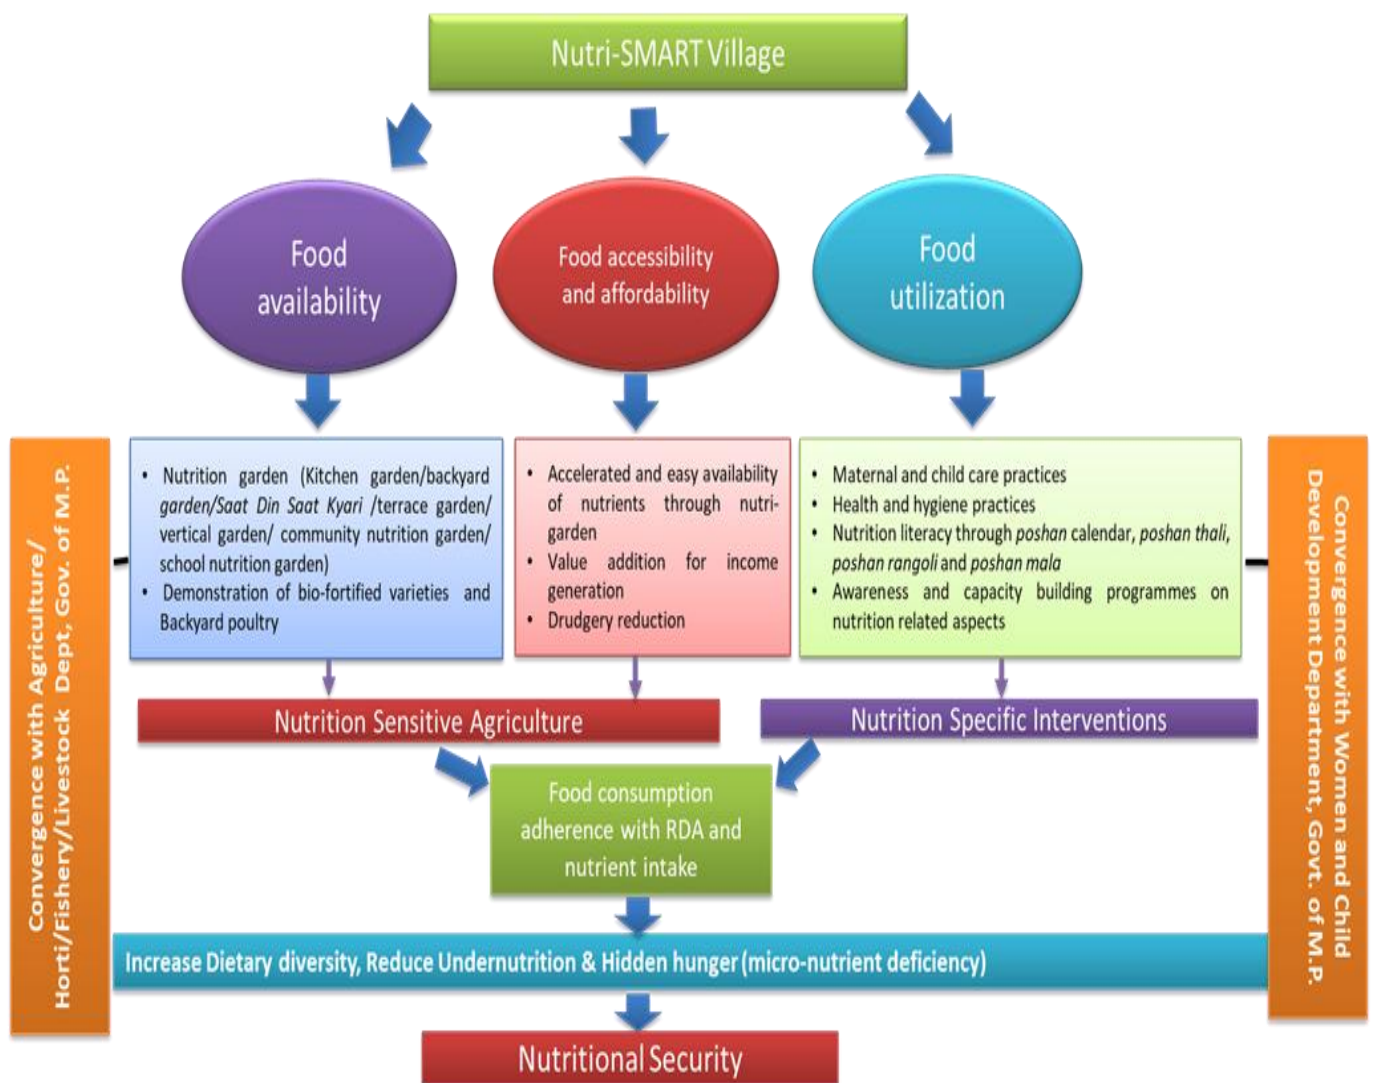 Nutri-SMART Village
Food
availability
Food accessibility
and affordability
Food
utilization
Convergence with Agriculture/
Horti/Fishery/Livestock Dept, Gov. of M.P.
• Nutrition garden (Kitchen garden/backyard
garden/Saat Din Saat Kyari /terrace garden/
vertical garden/ community nutrition garden/
school nutrition garden)
• Demonstration of bio-fortified varieties and
Backyard poultry
• Accelerated and easy availability
of nutrients through nutri-
garden
• Value addition for income
generation
• Drudgery reduction
• Maternal and child care practices
• Health and hygiene practices
• Nutrition literacy through poshan calendar, poshan thali,
poshan rangoli and poshan mala
• Awareness and capacity building programmes on
nutrition related aspects
Convergence with Women and Child
Development Department, Govt. of M.P.
Nutrition Sensitive Agriculture
Nutrition Specific Interventions
Food consumption
adherence with RDA and
nutrient intake
Increase Dietary diversity, Reduce Undernutrition & Hidden hunger (micro-nutrient deficiency)
Nutritional Security